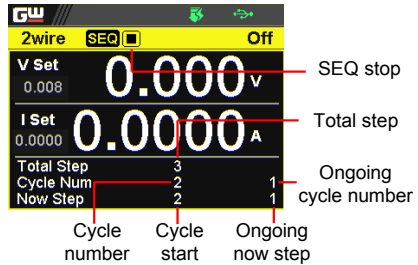 GW
2wire SEQ Off
V Set
0.008
0.000 V
SEQ stop
I Set
0.0000
0.0000 A
Total step
Total Step 3
Cycle Num 2 1
Now Step 2 1
Ongoing
cycle number
Cycle
number
Cycle
start
Ongoing
now step